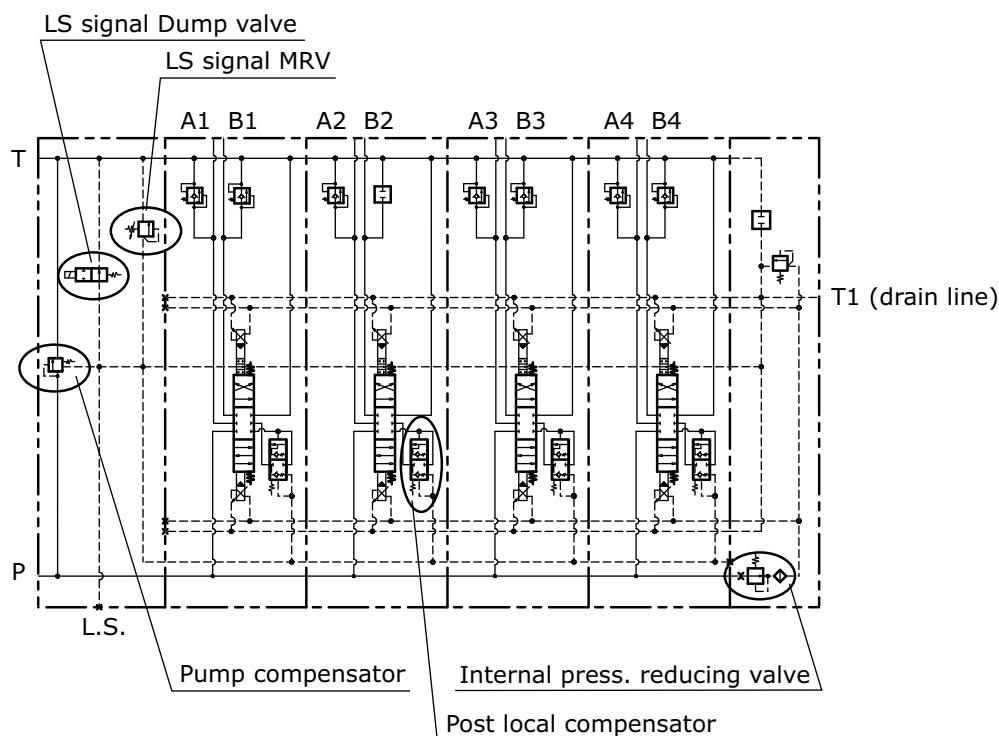 LS signal Dump valve
LS signal MRV
A1 B1 A2 B2 A3 B3 A4 B4
T
T1 (drain line)
P
L.S.
Pump compensator
Internal press. reducing valve
Post local compensator